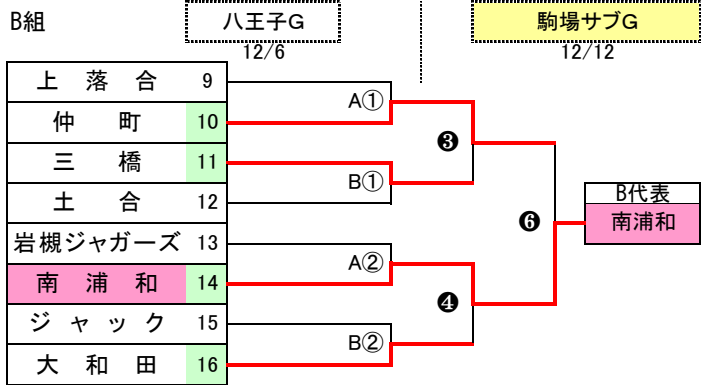 B組 八王子G 駒場サブG
12/6 12/12
上落合 9
A①
仲町 10
❸
三橋 11
B①
土合 12
B代表
❻ 南浦和
岩槻ジャガーズ 13
A②
南浦和 14
❹
ジャック 15
B②
大和田 16